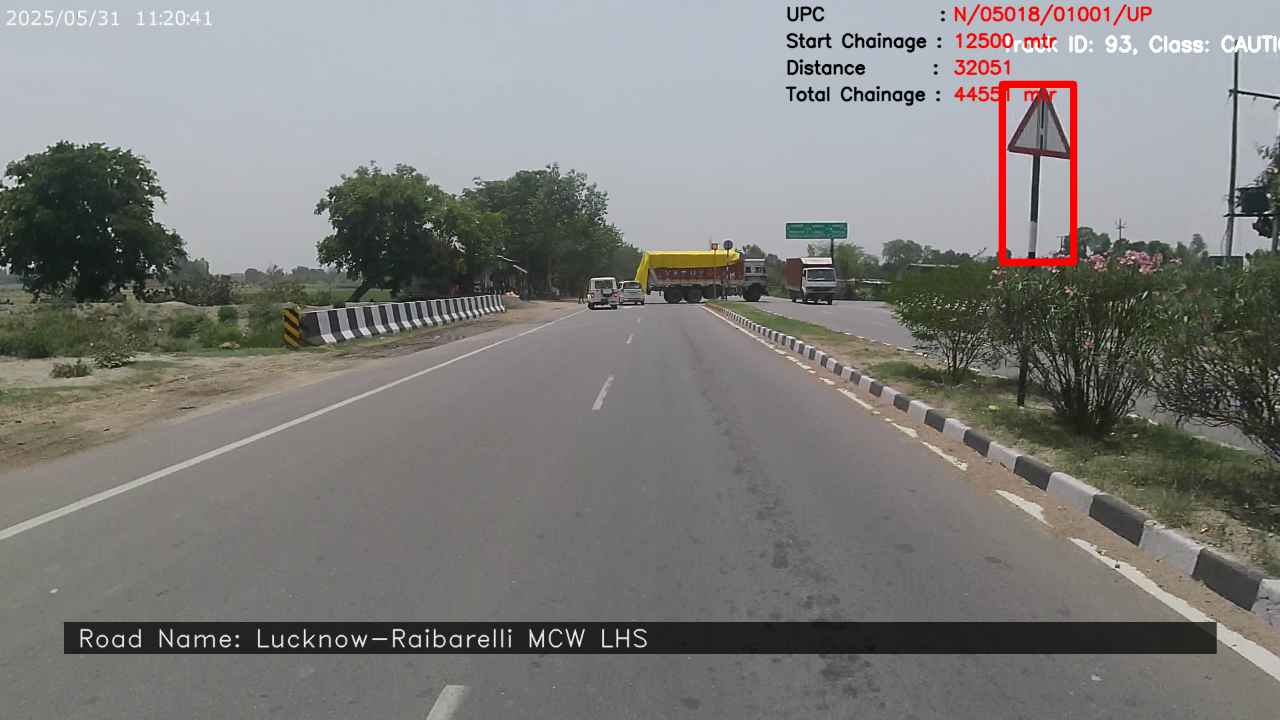 2025/05/31 11:20:41
UPC : N/05018/01001/UP
Start Chainage : 12500 mtr
Track ID: 93, Class: CAUTIO
Distance : 32051
Total Chainage : 44551 mtr
Road Name: Lucknow-Raibarelli MCW LHS